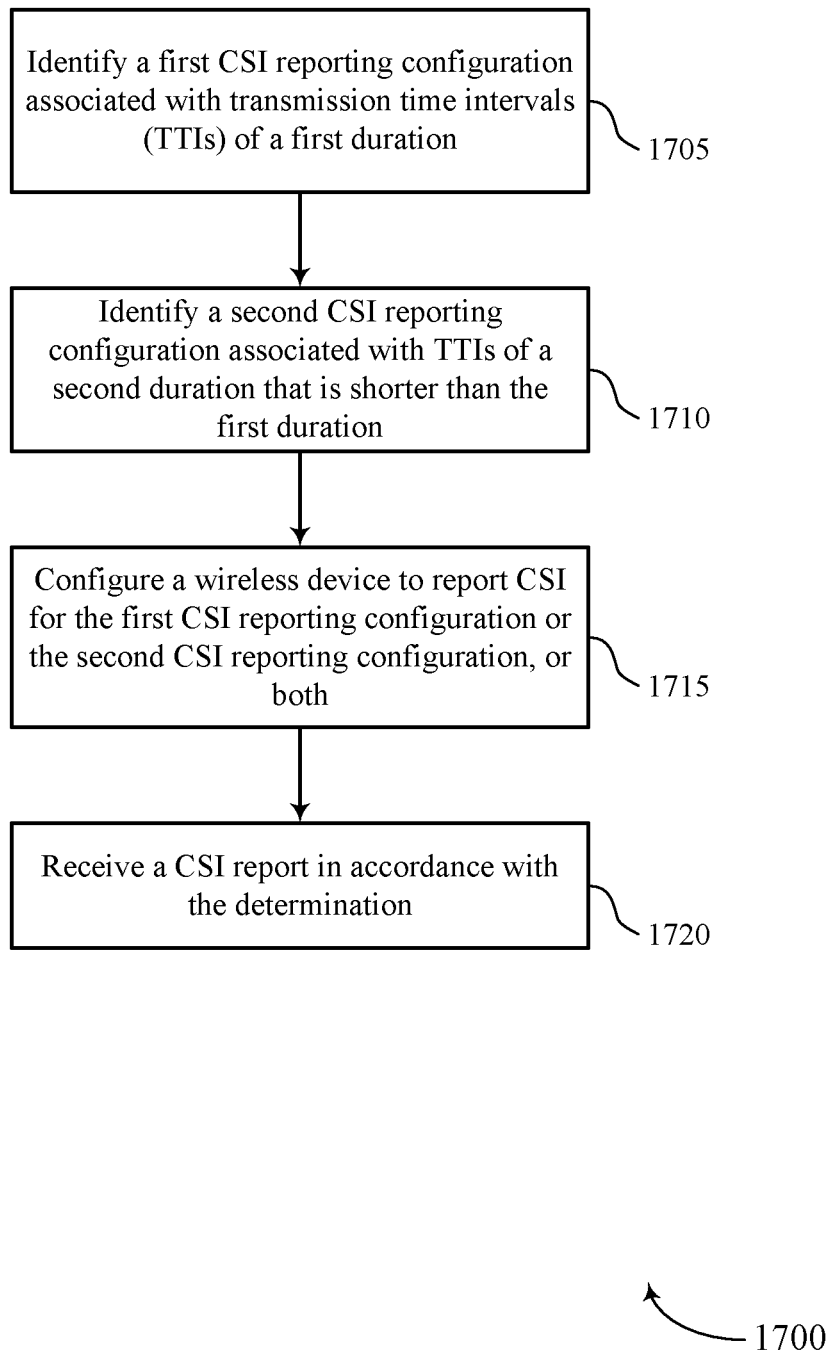 Identify a first CSI reporting configuration
associated with transmission time intervals
(TTIs) of a first duration
1705
Identify a second CSI reporting
configuration associated with TTIs of a
second duration that is shorter than the
first duration
1710
Configure a wireless device to report CSI
for the first CSI reporting configuration or
the second CSI reporting configuration, or
both
1715
Receive a CSI report in accordance with
the determination
1720
1700